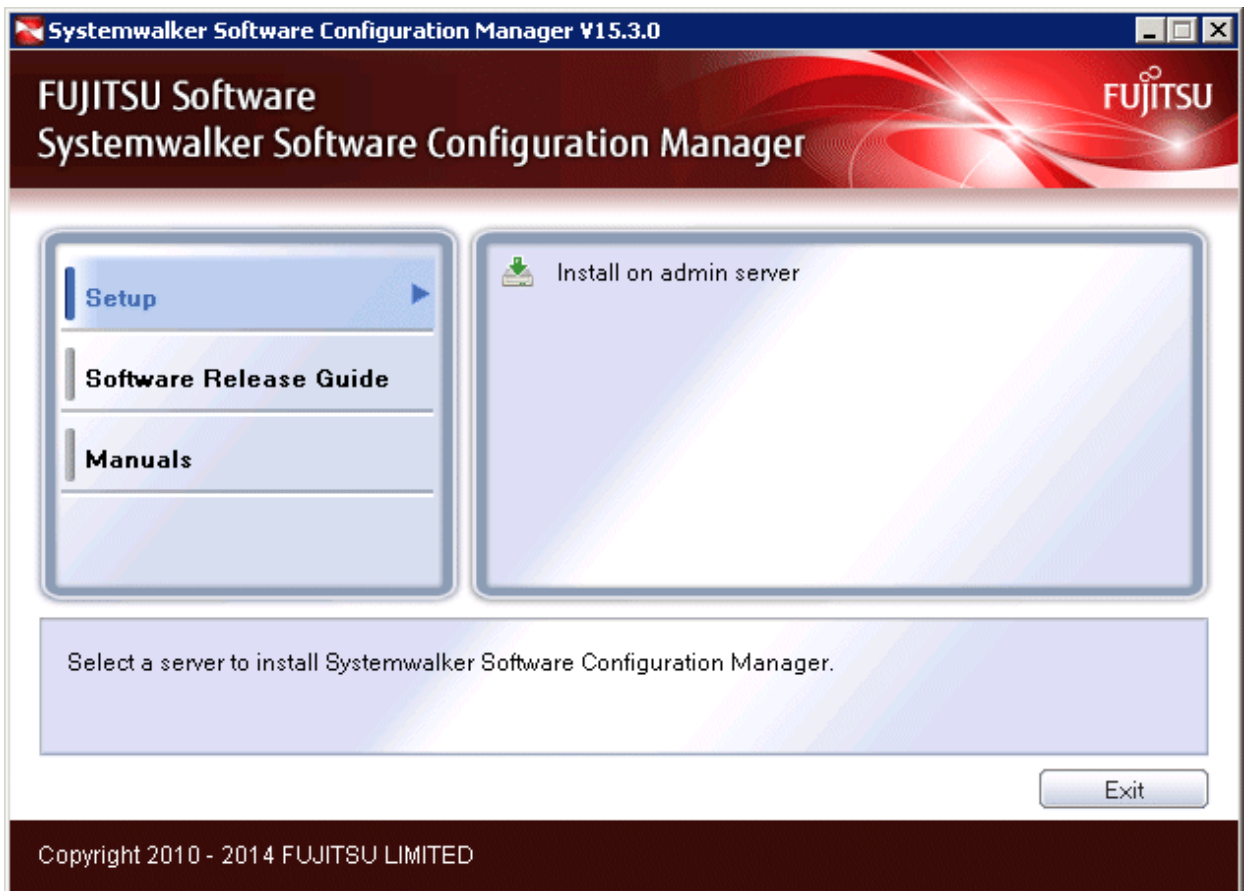 Systemwalker Software Configuration Manager V15.3.0
FUJITSU Software
FUJITSU
Systemwalker Software Configuration Manager
Setup
Install on admin server
Software Release Guide
Manuals
Select a server to install Systemwalker Software Configuration Manager.
Exit
Copyright 2010 - 2014 FUJITSU LIMITED